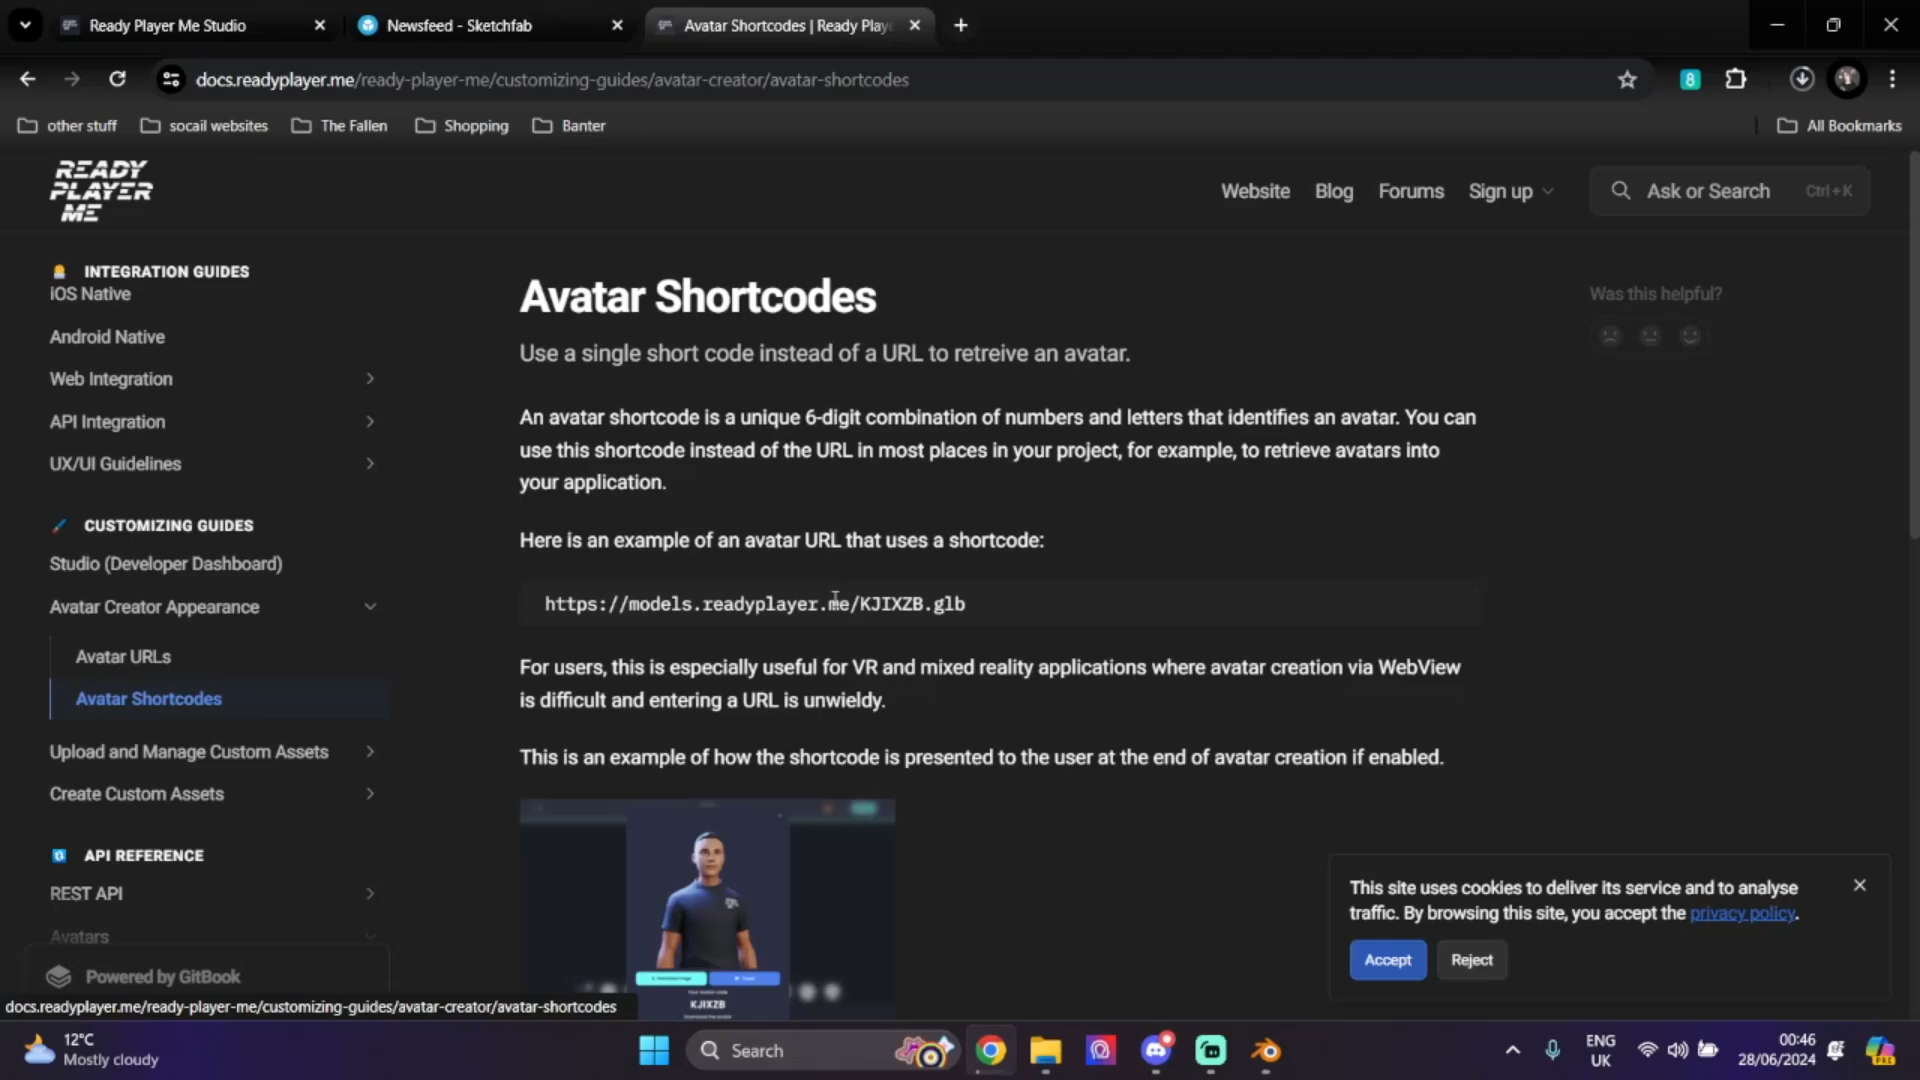 Ready Player Me Studio
Newsfeed - Sketchfab
Avatar Shortcodes | Ready Playe
docs.readyplayer.me/ready-player-me/customizing-guides/avatar-creator/avatar-shortcodes
8
other stuff
socail websites
The Fallen
Shopping
Banter
All Bookmarks
READY
PLAYER
ME
Website
Blog
Forums
Sign up
Ask or Search
Ctrl+K
INTEGRATION GUIDES
iOS Native
Android Native
Web Integration
API Integration
UX/UI Guidelines
CUSTOMIZING GUIDES
Studio (Developer Dashboard)
Avatar Creator Appearance
Avatar URLs
Avatar Shortcodes
Upload and Manage Custom Assets
Create Custom Assets
API REFERENCE
REST API
Avatars
Powered by GitBook
docs.readyplayer.me/ready-player-me/customizing-guides/avatar-creator/avatar-shortcodes
Avatar Shortcodes
Use a single short code instead of a URL to retreive an avatar.
An avatar shortcode is a unique 6-digit combination of numbers and letters that identifies an avatar. You can
use this shortcode instead of the URL in most places in your project, for example, to retrieve avatars into
your application.
Here is an example of an avatar URL that uses a shortcode:
https://models.readyplayer.me/KJIXZB.glb
For users, this is especially useful for VR and mixed reality applications where avatar creation via WebView
is difficult and entering a URL is unwieldy.
This is an example of how the shortcode is presented to the user at the end of avatar creation if enabled.
KJIXZB
Was this helpful?
This site uses cookies to deliver its service and to analyse
traffic. By browsing this site, you accept the privacy policy.
Accept
Reject
12°C
Mostly cloudy
Search
ENG
UK
00:46
28/06/2024